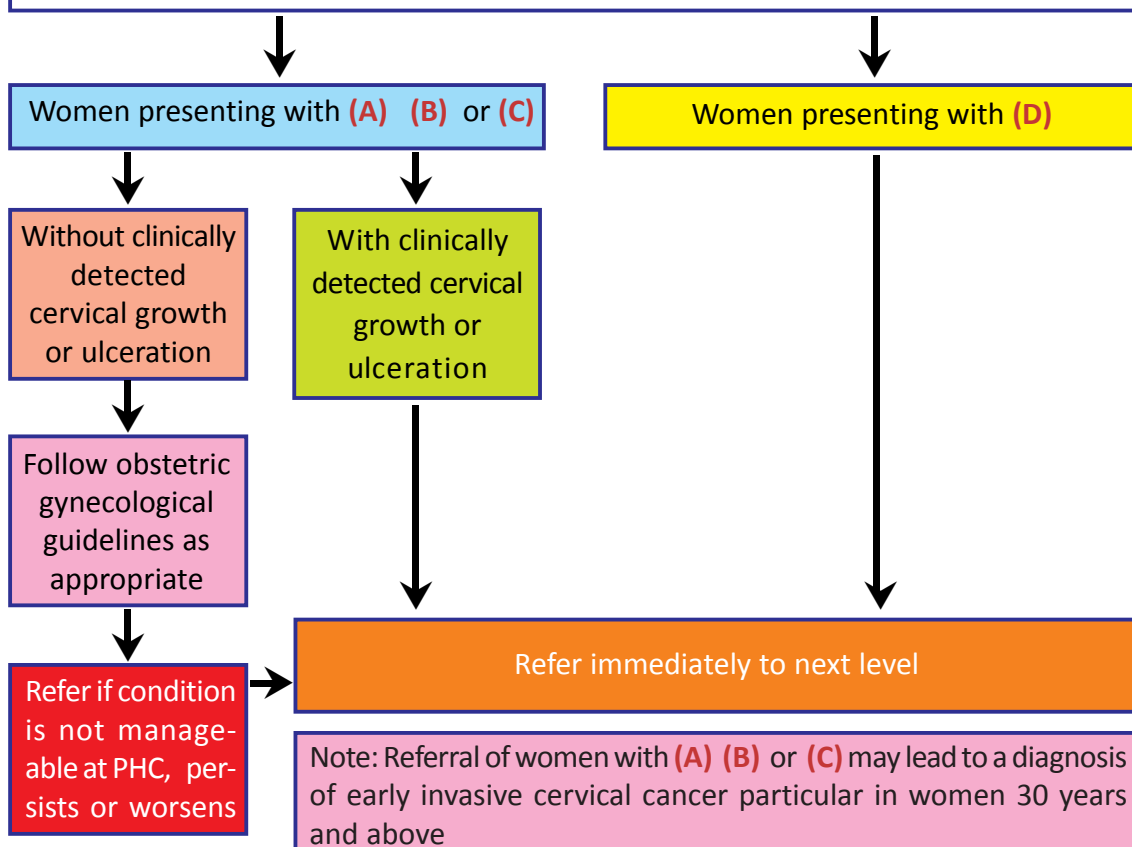 Women presenting with (A) (B) or (C)
Women presenting with (D)
Without clinically
detected
cervical growth
or ulceration
With clinically
detected cervical
growth or
ulceration
Follow obstetric
gynecological
guidelines as
appropriate
Refer if condition
is not manage-
able at PHC, per-
sists or worsens
Refer immediately to next level
Note: Referral of women with (A) (B) or (C) may lead to a diagnosis
of early invasive cervical cancer particular in women 30 years
and above